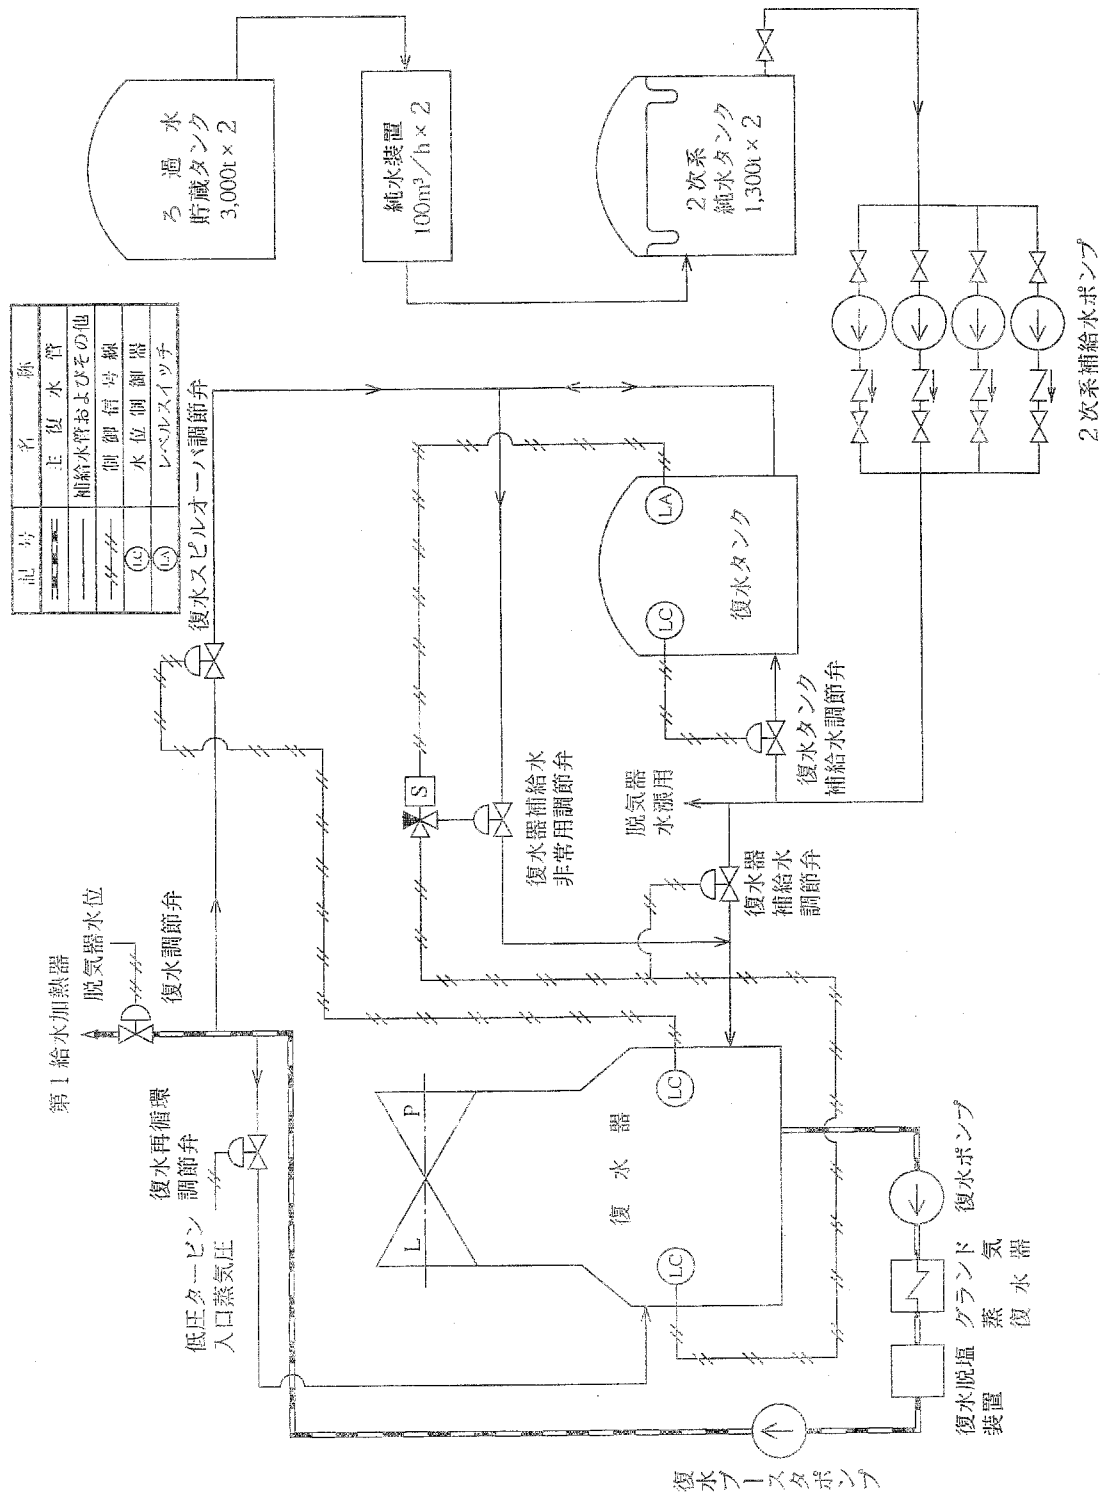 記号 名称
主復水管
補給水管およびその他
制御信号線
LC 水位制御器
LA レベルスイッチ
ろ過水
貯蔵タンク
3,000t×2
純水装置
100m³/h×2
2次系
純水タンク
1,300t×2
2次系補給水ポンプ
復水スピルオーバ調節弁
第1給水加熱器
脱気器水位
復水調節弁
復水再循環
調節弁
低圧タービン
入口蒸気圧
S
復水器補給水
非常用調節弁
脱気器
水漲用
LC
LA
復水タンク
復水タンク
補給水調節弁
復水器
補給水
調節弁
L P
LC
LC
復水器
復水ポンプ
グランド
蒸気
復水器
復水脱塩
装置
復水ブースタポンプ